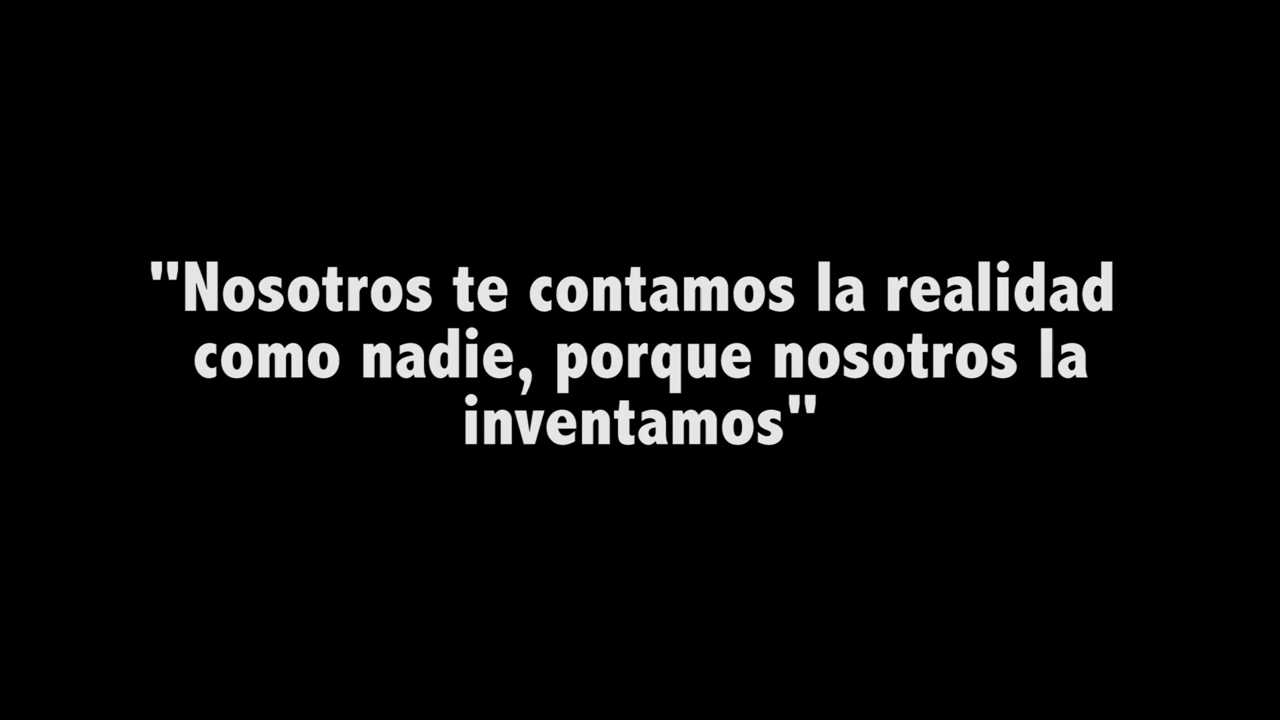 "Nosotros te contamos la realidad
como nadie, porque nosotros la
inventamos"